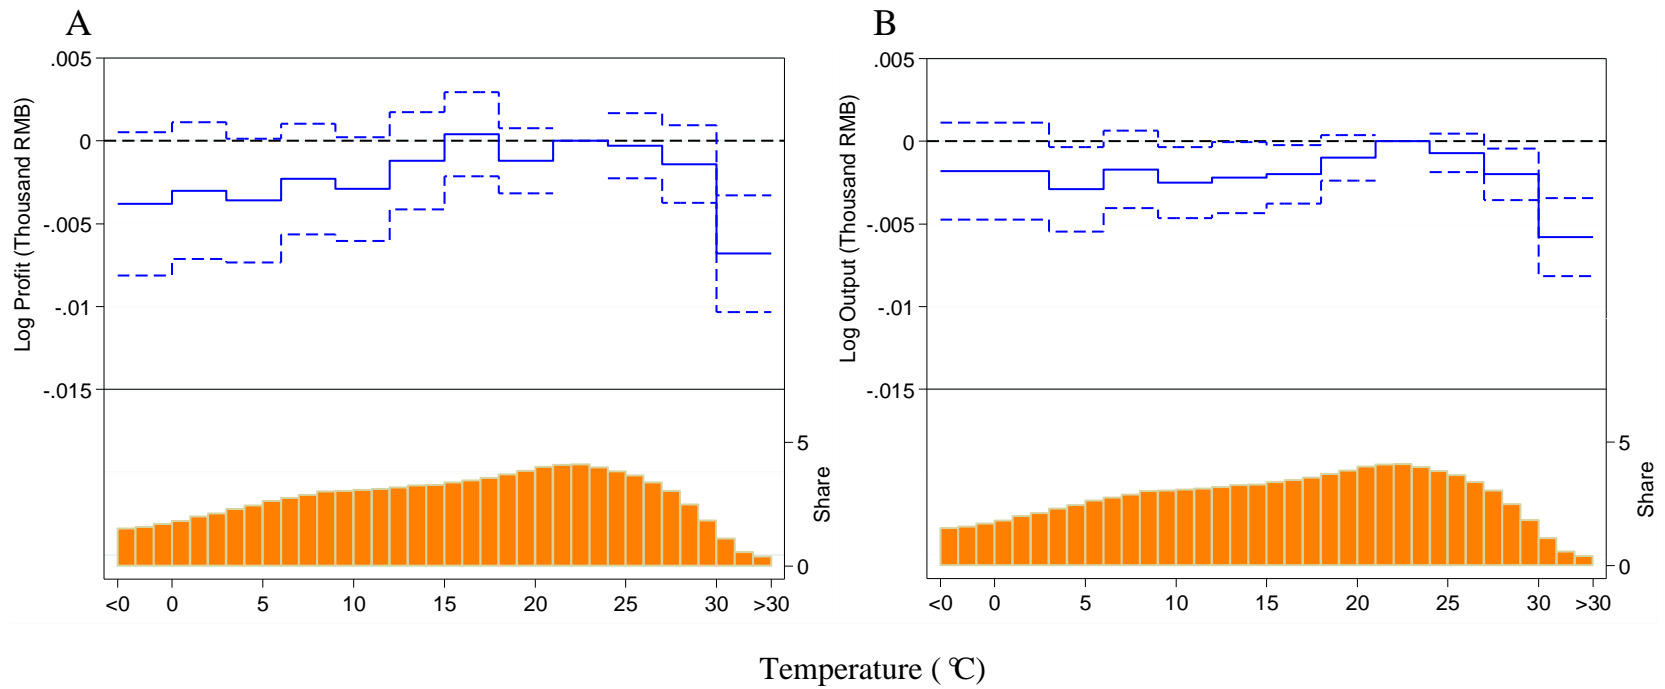 A
B
.005
0
-.005
-.01
-.015
Log Profit (Thousand RMB)
5
0
Share
<0 0 5 10 15 20 25 30 >30
.005
0
-.005
-.01
-.015
Log Output (Thousand RMB)
5
0
Share
<0 0 5 10 15 20 25 30 >30
Temperature ( ℃)